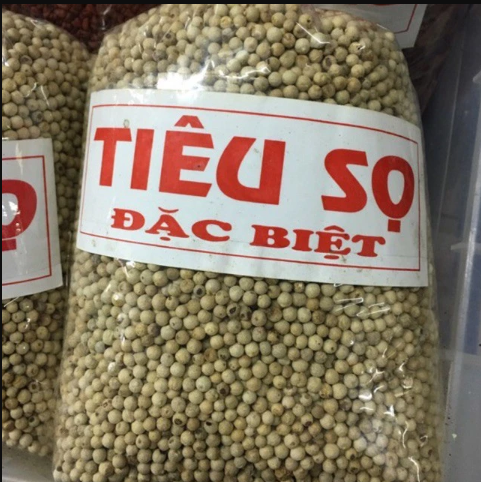 TIÊU SỌ
ĐẶC BIỆT
Ọ